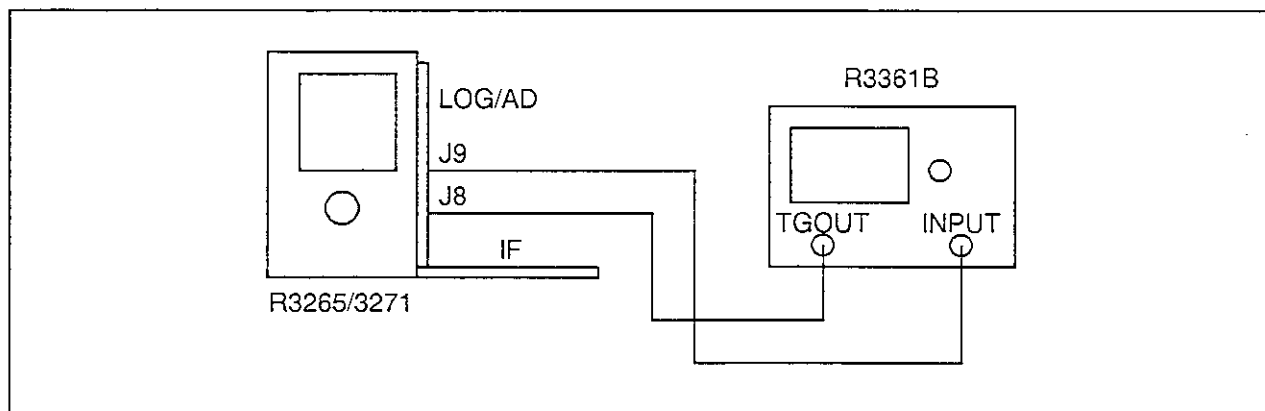 R3361B
LOG/AD
J9
J8
TGOUT INPUT
IF
R3265/3271